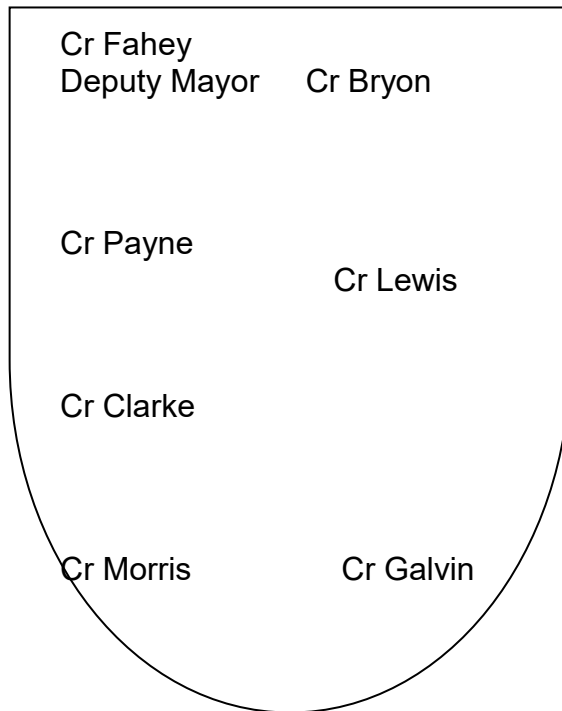 Cr Fahey
Deputy Mayor Cr Bryon
Cr Payne
Cr Lewis
Cr Clarke
Cr Morris Cr Galvin